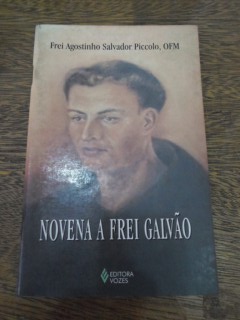 Frei Agostinho Salvador Piccolo, OFM
NOVENA A FREI GALVÃO
EDITORA
VOZES